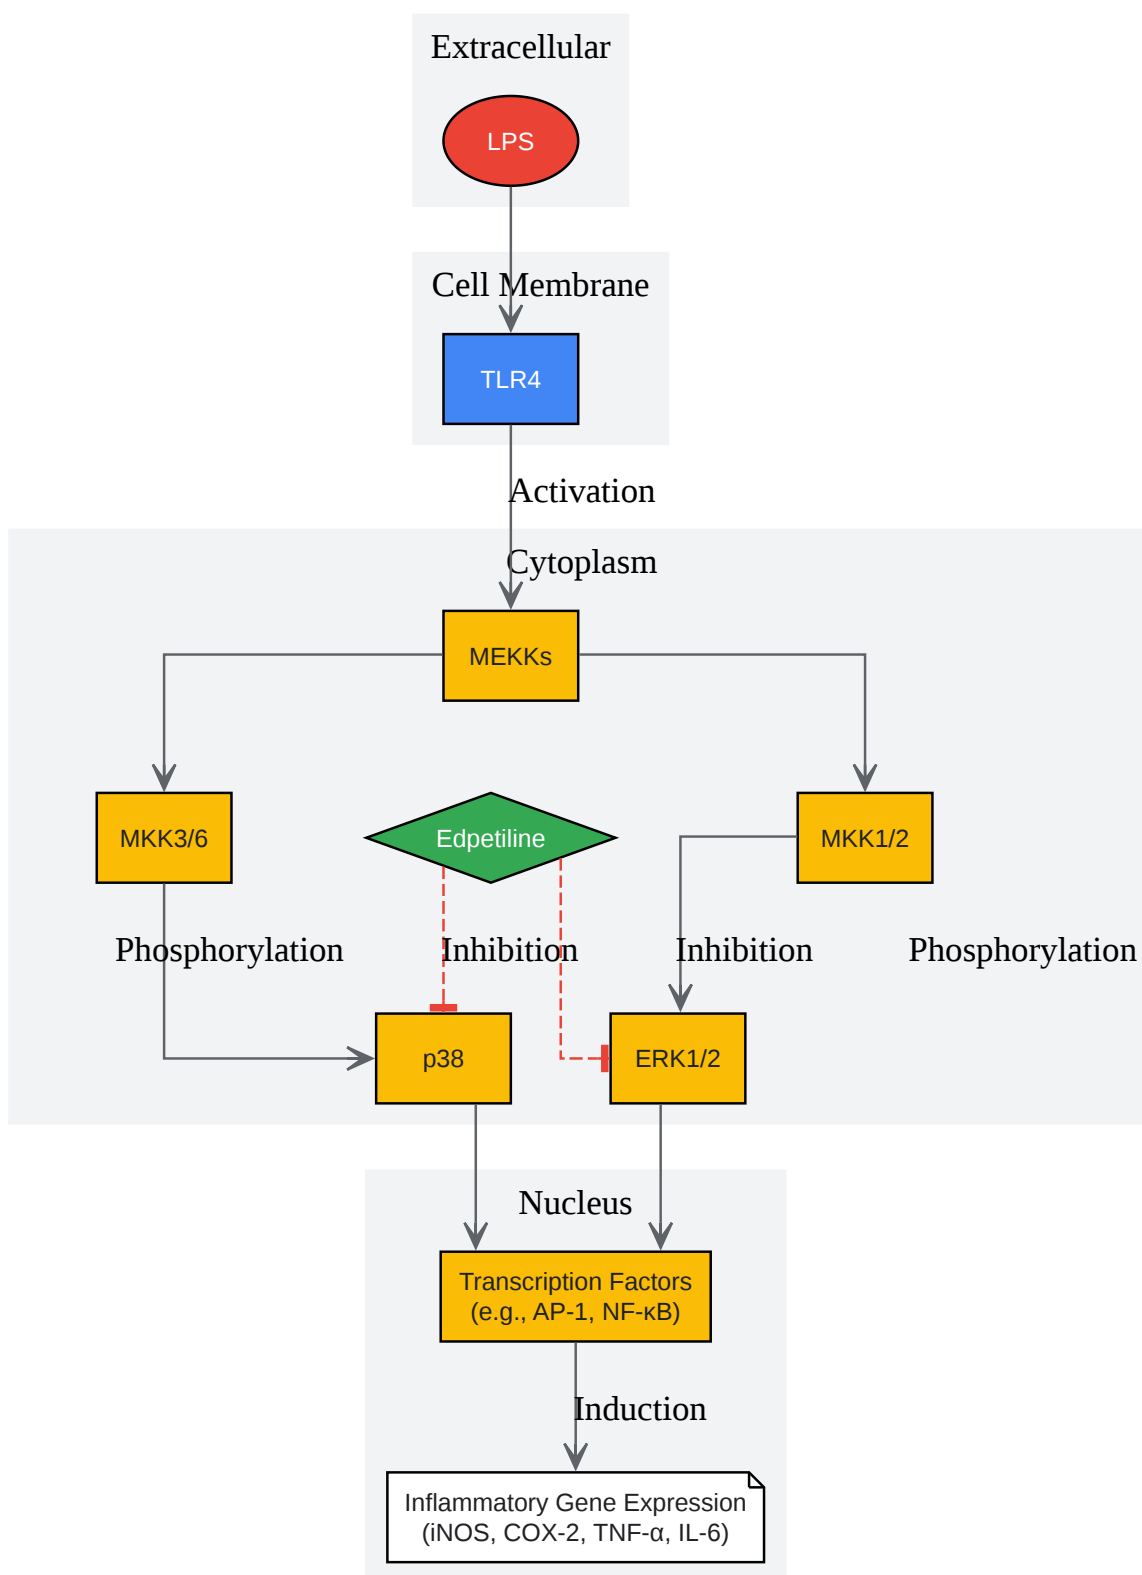 Extracellular
LPS
Cell Membrane
TLR4
Activation
Cytoplasm
MEKKs
MKK3/6
Edpetiline
MKK1/2
Phosphorylation
Inhibition
Inhibition
Phosphorylation
p38
ERK1/2
Nucleus
Transcription Factors
(e.g., AP-1, NF-κB)
Induction
Inflammatory Gene Expression
(iNOS, COX-2, TNF-α, IL-6)